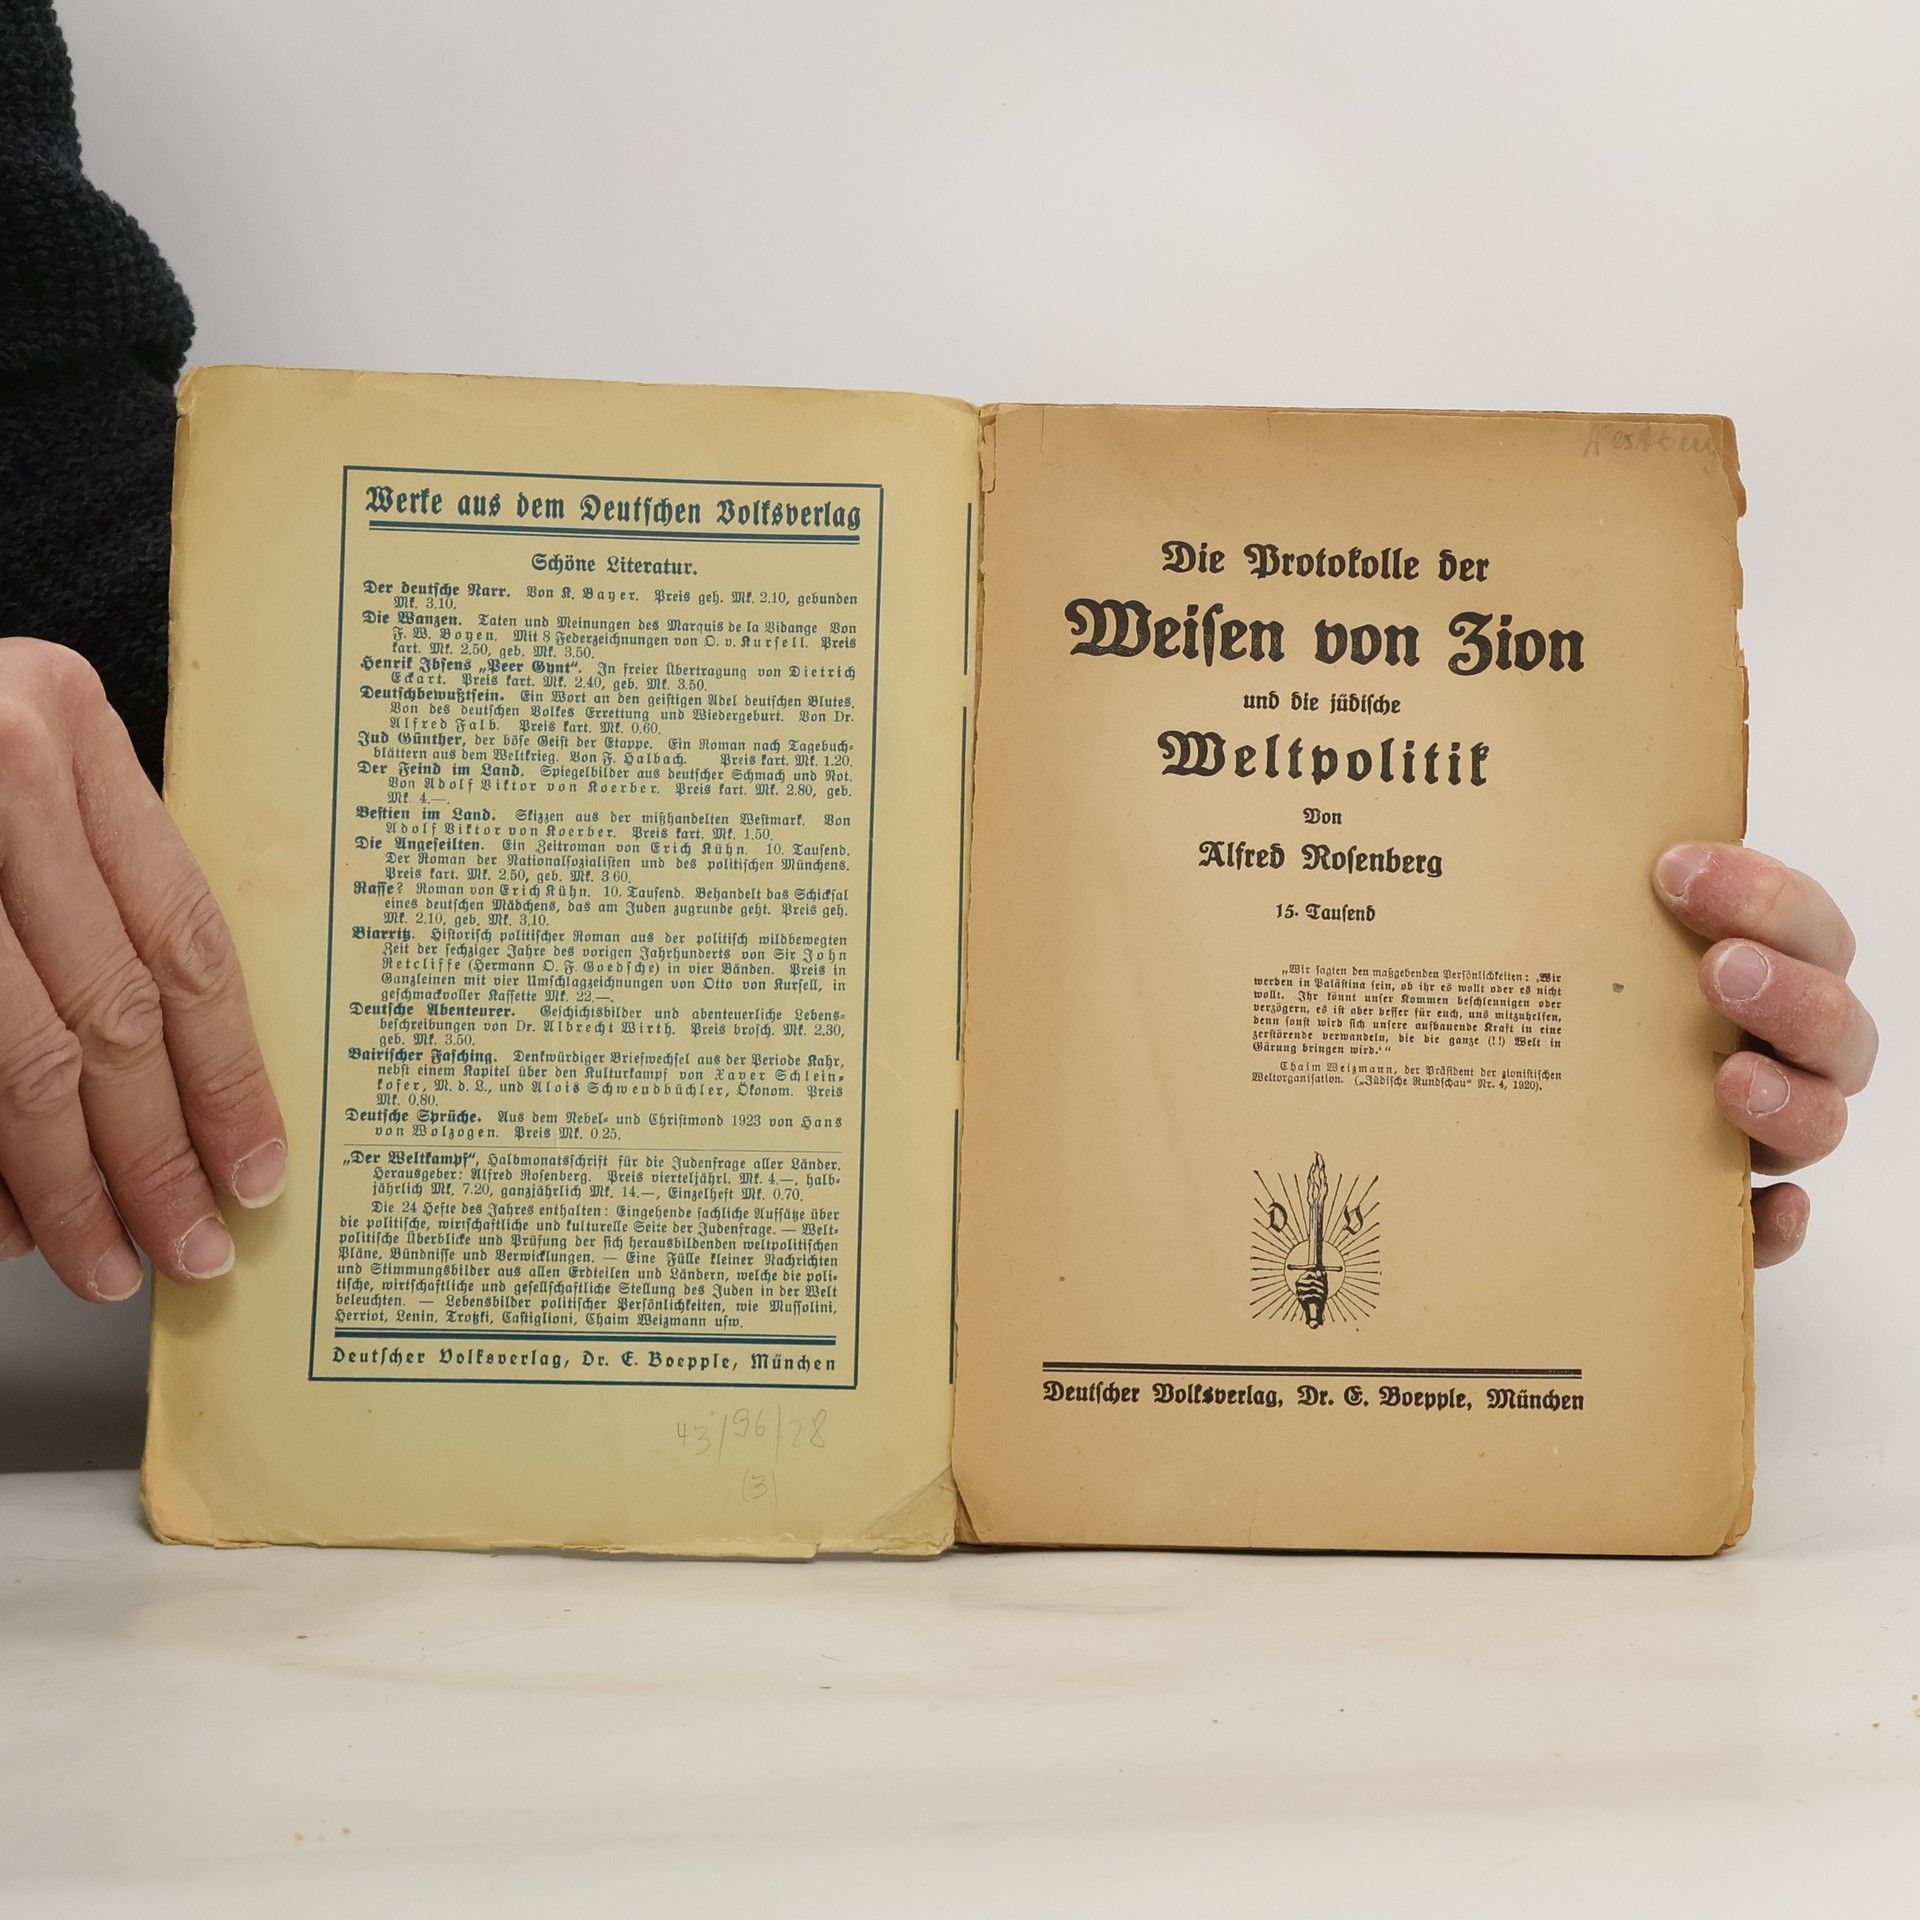 Werke aus dem Deutschen Volksverlag
Schöne Literatur.
Der deutsche Narr. Von K. Bayer. Preis geh. Mk. 2.10, gebunden
Mk. 3.10.
Die Wanzen. Taten und Meinungen des Marquis de la Vidange Von
F. W. Boyen. Mit 8 Federzeichnungen von O. v. Kursell. Preis
kart. Mk. 2.50, geb. Mk. 3.50.
Henrik Ibsens „Peer Gynt“. In freier Übertragung von Dietrich
Eckart. Preis kart. Mk. 2.40, geb. Mk. 3.50.
Deutschbewußtsein. Ein Wort an den geistigen Adel deutschen Blutes.
Von des deutschen Volkes Errettung und Wiedergeburt. Von Dr.
Alfred Falb. Preis kart. Mk. 0.60.
Jud Günther, der böse Geist der Etappe. Ein Roman nach Tagebuch-
blättern aus dem Weltkrieg. Von F. Halbach. Preis kart. Mk. 1.20.
Der Feind im Land. Spiegelbilder aus deutscher Schmach und Not.
Von Adolf Viktor von Koerber. Preis kart. Mk. 2.80, geb.
Mk. 4.—.
Bestien im Land. Skizzen aus der mißhandelten Westmark. Von
Adolf Viktor von Koerber. Preis kart. Mk. 1.50.
Die Angeseilten. Ein Zeitroman von Erich Kühn. 10. Tausend.
Der Roman der Nationalsozialisten und des politischen Münchens.
Preis kart. Mk. 2.50, geb. Mk. 3.60.
Rasse? Roman von Erich Kühn. 10. Tausend. Behandelt das Schicksal
eines deutschen Mädchens, das am Juden zugrunde geht. Preis geh.
Mk. 2.10, geb. Mk. 3.10.
Biarritz. Historisch politischer Roman aus der politisch wildbewegten
Zeit der sechziger Jahre des vorigen Jahrhunderts von Sir John
Retcliffe (Hermann O. F. Goedsche) in vier Bänden. Preis in
Ganzleinen mit vier Umschlagzeichnungen von Otto von Kursell, in
geschmackvoller Kassette Mk. 22.—.
Deutsche Abenteurer. Geschichtsbilder und abenteuerliche Lebens-
beschreibungen von Dr. Albrecht Wirth. Preis brosch. Mk. 2,30,
geb. Mk. 3.50.
Bairischer Fasching. Denkwürdiger Briefwechsel aus der Periode Kahr,
nebst einem Kapitel über den Kulturkampf von Xaver Schlein-
kofer, M. d. L., und Alois Schwendbüchler, Ökonom. Preis
Mk. 0.80.
Deutsche Sprüche. Aus dem Nebel- und Christmond 1923 von Hans
von Wolzogen. Preis Mk. 0.25.
„Der Weltkampf“, Halbmonatsschrift für die Judenfrage aller Länder.
Herausgeber: Alfred Rosenberg. Preis vierteljährl. Mk. 4.—, halb-
jährlich Mk. 7.20, ganzjährlich Mk. 14.—, Einzelheft Mk. 0.70.
Die 24 Hefte des Jahres enthalten: Eingehende sachliche Aufsätze über
die politische, wirtschaftliche und kulturelle Seite der Judenfrage. — Welt-
politische Überblicke und Prüfung der sich herausbildenden weltpolitischen
Pläne, Bündnisse und Verwicklungen. — Eine Fülle kleiner Nachrichten
und Stimmungsbilder aus allen Erdteilen und Ländern, welche die poli-
tische, wirtschaftliche und gesellschaftliche Stellung des Juden in der Welt
beleuchten. — Lebensbilder politischer Persönlichkeiten, wie Mussolini,
Herriot, Lenin, Trotzki, Castiglioni, Chaim Weizmann usw.
Deutscher Volksverlag, Dr. E. Boepple, München
43/96/28
(3)
Die Protokolle der
Weisen von Zion
und die jüdische
Weltpolitik
Von
Alfred Rosenberg
15. Tausend
„Wir sagten den maßgebenden Persönlichkeiten: ‚Wir
werden in Palästina sein, ob ihr es wollt oder es nicht
wollt. Ihr könnt unser Kommen beschleunigen oder
verzögern, es ist aber besser für euch, uns mitzuhelfen,
denn sonst wird sich unsere aufbauende Kraft in eine
zerstörende verwandeln, die die ganze (!!) Welt in
Gärung bringen wird.‘“
Chaim Weizmann, der Präsident der zionistischen
Weltorganisation. („Jüdische Rundschau“ Nr. 4, 1920).
D V
Deutscher Volksverlag, Dr. E. Boepple, München